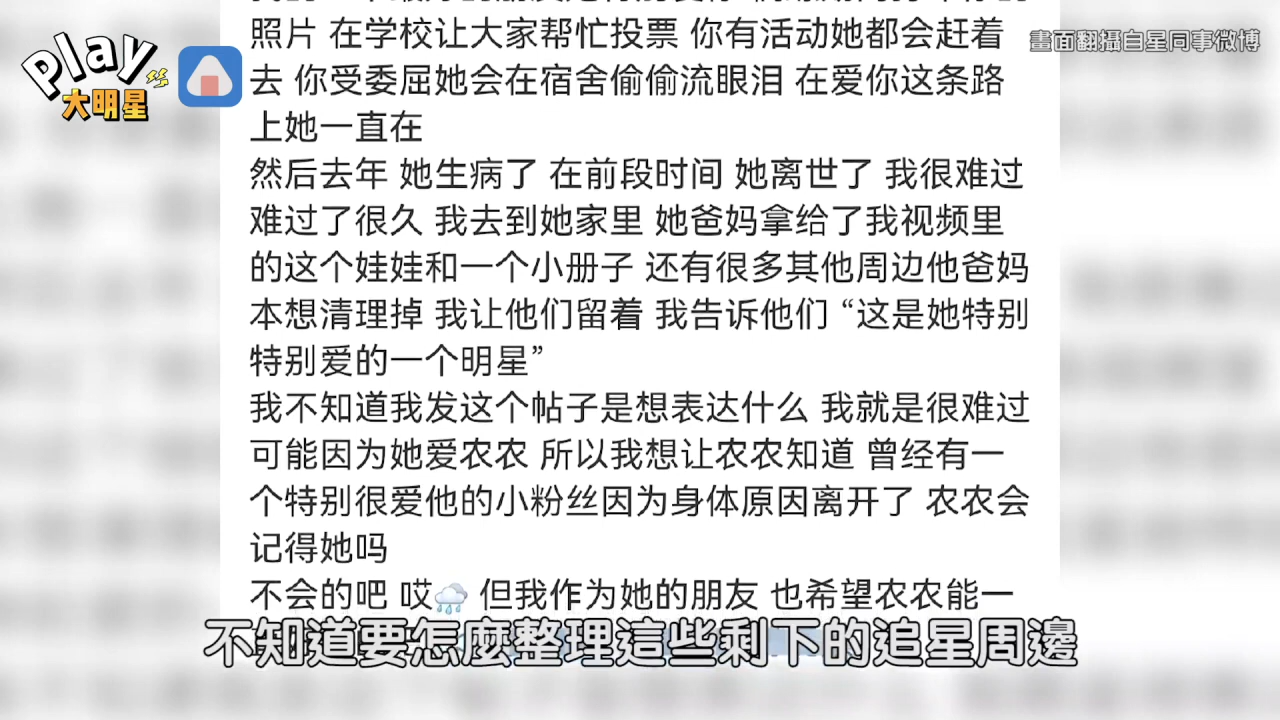 照片 在学校让大家帮忙投票 你有活动她都会赶着
去 你受委屈她会在宿舍偷偷流眼泪 在爱你这条路
上她一直在
然后去年 她生病了 在前段时间 她离世了 我很难过
难过了很久 我去到她家里 她爸妈拿给了我视频里
的这个娃娃和一个小册子 还有很多其他周边他爸妈
本想清理掉 我让他们留着 我告诉他们 “这是她特别
特别爱的一个明星”
我不知道我发这个帖子是想表达什么 我就是很难过
可能因为她爱农农 所以我想让农农知道 曾经有一
个特别很爱他的小粉丝因为身体原因离开了 农农会
记得她吗
不会的吧 哎🌧 但我作为她的朋友 也希望农农能一
不知道要怎麼整理這些剩下的追星周邊
Play
大明星
畫面翻攝自星同事微博